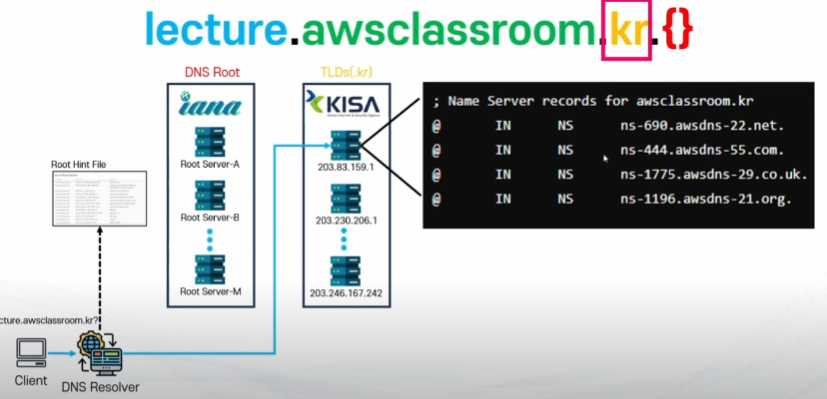 lecture.awsclassroom.kr.{}
DNS Root
TLDs(.kr)
iana
KISA
; Name Server records for awsclassroom.kr
@ IN NS ns-690.awsdns-22.net.
@ IN NS ns-444.awsdns-55.com.
@ IN NS ns-1775.awsdns-29.co.uk.
@ IN NS ns-1196.awsdns-21.org.
Root Server-A
203.83.159.1
Root Hint File
Root Server-B
203.230.206.1
Root Server-M
203.246.167.242
cture.awsclassroom.kr?
Client
DNS Resolver